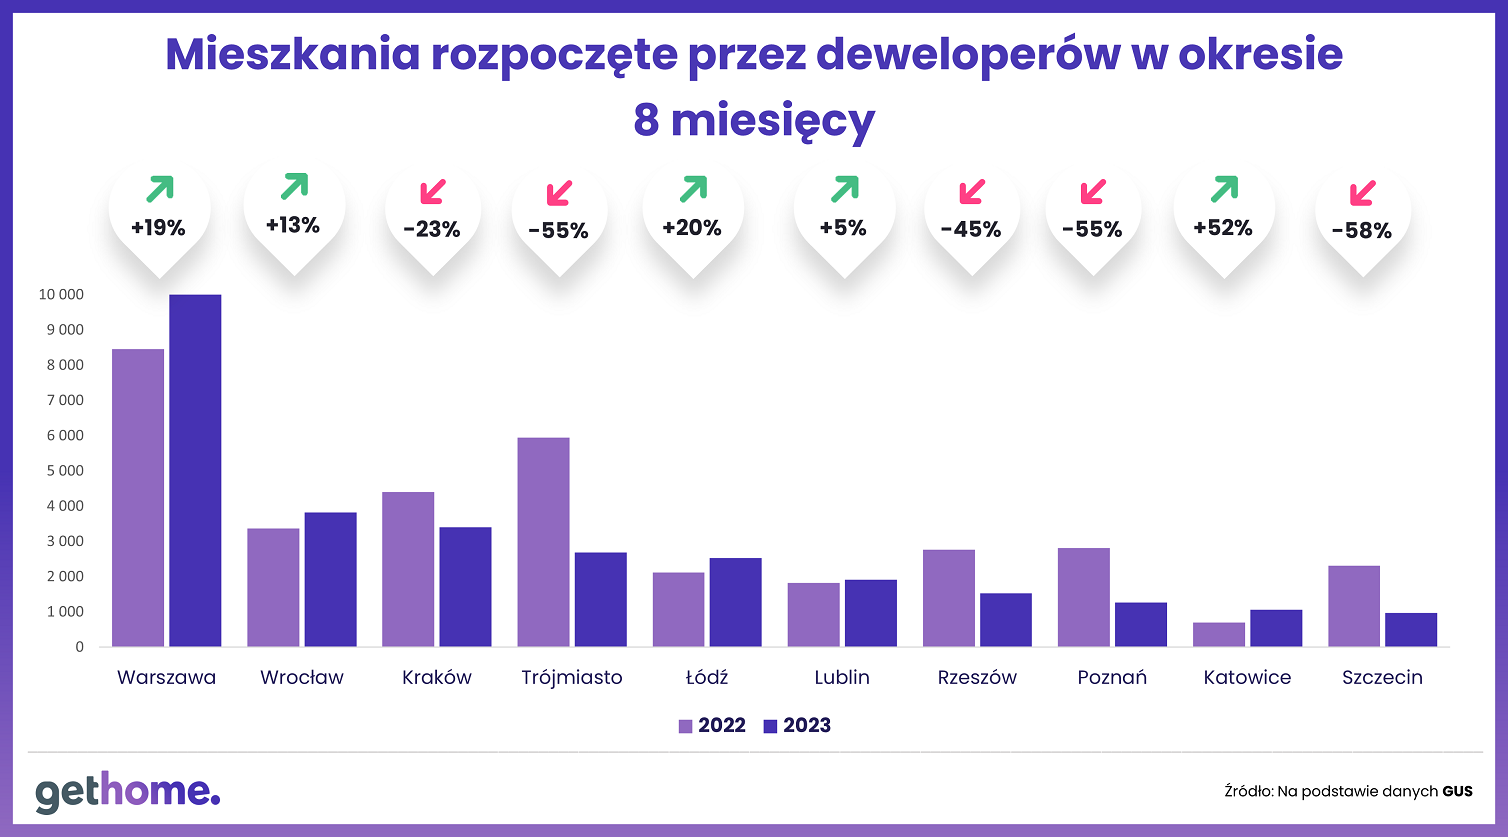 Mieszkania rozpoczęte przez deweloperów w okresie
8 miesięcy
+19% +13% -23% -55% +20% +5% -45% -55% +52% -58%
10 000
9 000
8 000
7 000
6 000
5 000
4 000
3 000
2 000
1 000
0
Warszawa Wrocław Kraków Trójmiasto Łódź Lublin Rzeszów Poznań Katowice Szczecin
2022 2023
gethome.
Źródło: Na podstawie danych GUS